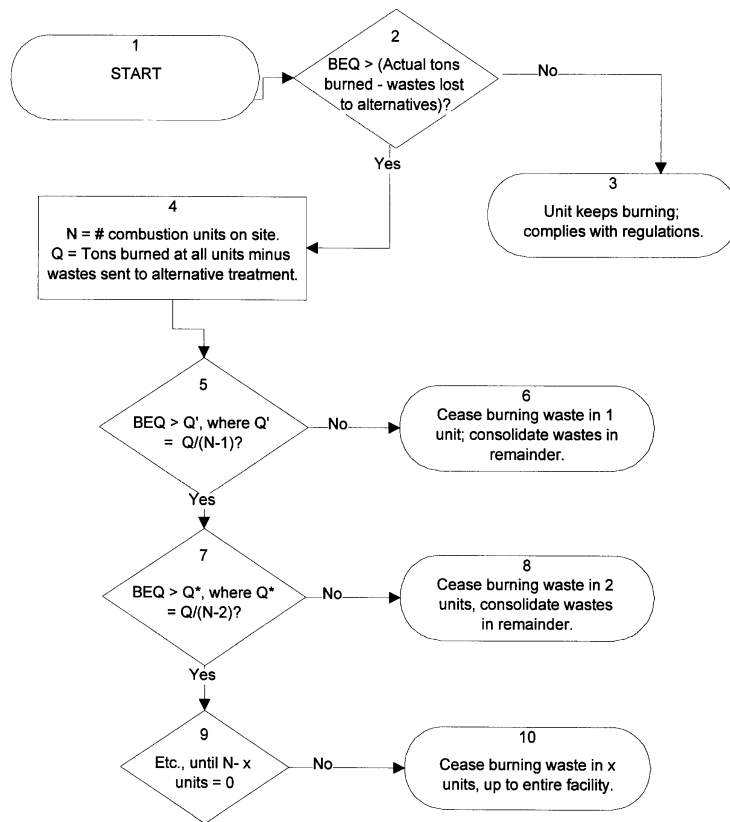 1
START
2
BEQ > (Actual tons
burned - wastes lost
to alternatives)?
No
Yes
3
Unit keeps burning;
complies with regulations.
4
N = # combustion units on site.
Q = Tons burned at all units minus
wastes sent to alternative treatment.
5
BEQ > Q', where Q'
= Q/(N-1)?
No
Yes
6
Cease burning waste in 1
unit; consolidate wastes in
remainder.
7
BEQ > Q*, where Q*
= Q/(N-2)?
No
Yes
8
Cease burning waste in 2
units, consolidate wastes
in remainder.
9
Etc., until N- x
units = 0
No
10
Cease burning waste in x
units, up to entire facility.